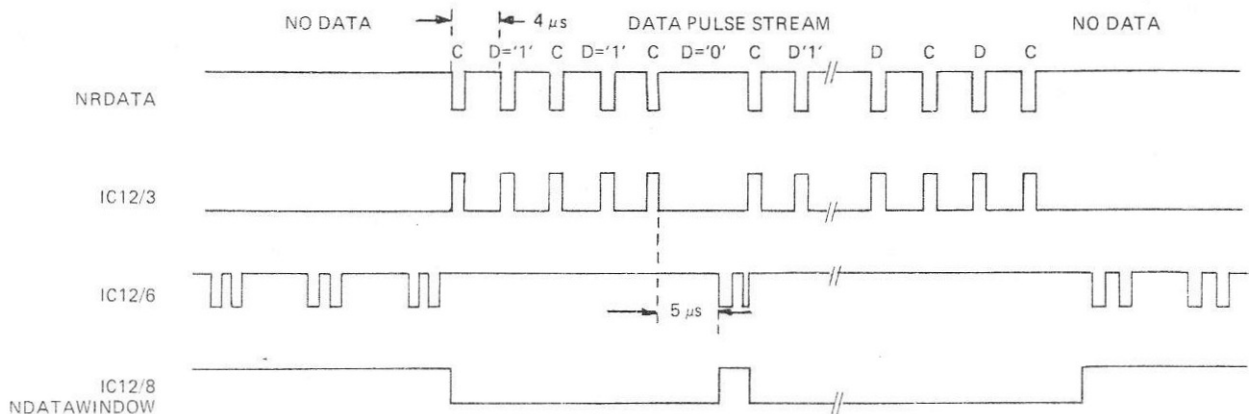 NO DATA
4 μs
DATA PULSE STREAM
NO DATA
C D='1' C D='1' C D='0' C D'1' D C D C
NRDATA
IC12/3
IC12/6
5 μs
IC12/8
NDATAWINDOW